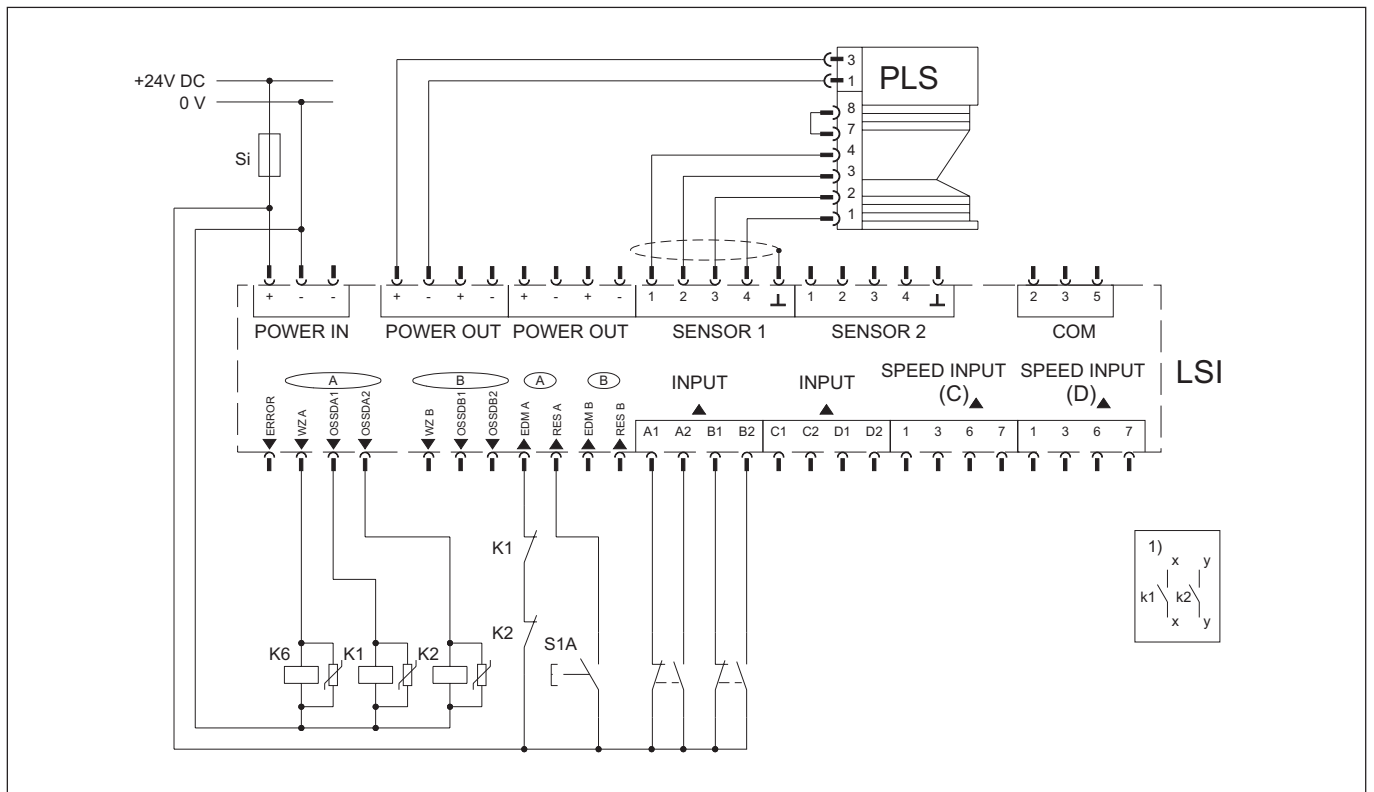 +24V DC
0 V
Si
3
1
PLS
8
7
4
3
2
1
+ - -
+ - + -
+ - + -
1 2 3 4
1 2 3 4
2 3 5
POWER IN POWER OUT POWER OUT SENSOR 1 SENSOR 2 COM
LSI
A B A B
INPUT INPUT SPEED INPUT (C) SPEED INPUT (D)
ERROR
WZ A
OSSDA1
OSSDA2
WZ B
OSSDB1
OSSDB2
EDM A
RES A
EDM B
RES B
A1 A2 B1 B2 C1 C2 D1 D2 1 3 6 7 1 3 6 7
K1
K2
S1A
K6 K1 K2
1)
x y
k1 k2
x y